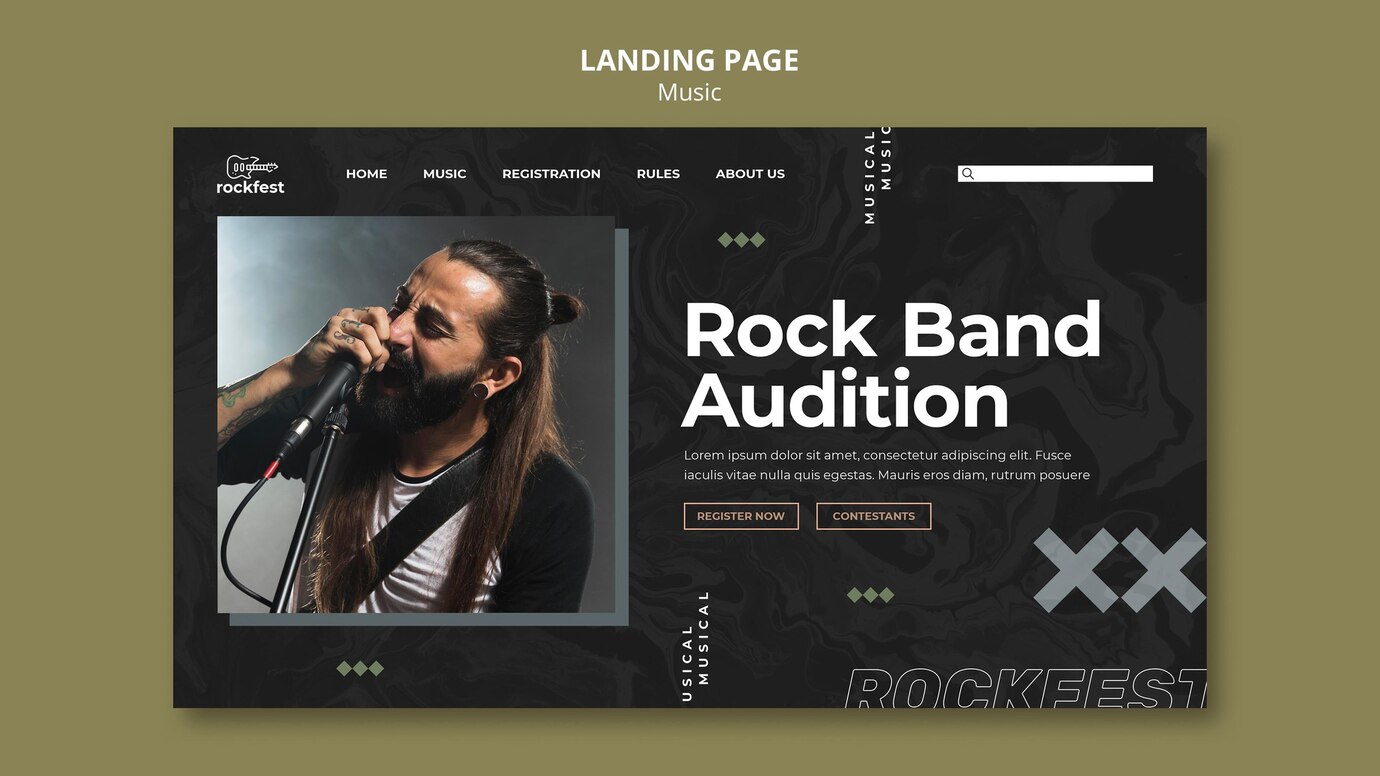 LANDING PAGE
Music
rockfest
HOME MUSIC REGISTRATION RULES ABOUT US
MUSICAL
MUSIC
Rock Band
Audition
Lorem ipsum dolor sit amet, consectetur adipiscing elit. Fusce
iaculis vitae nulla quis egestas. Mauris eros diam, rutrum posuere
REGISTER NOW CONTESTANTS
XX
USICAL
MUSICAL
ROCKFEST